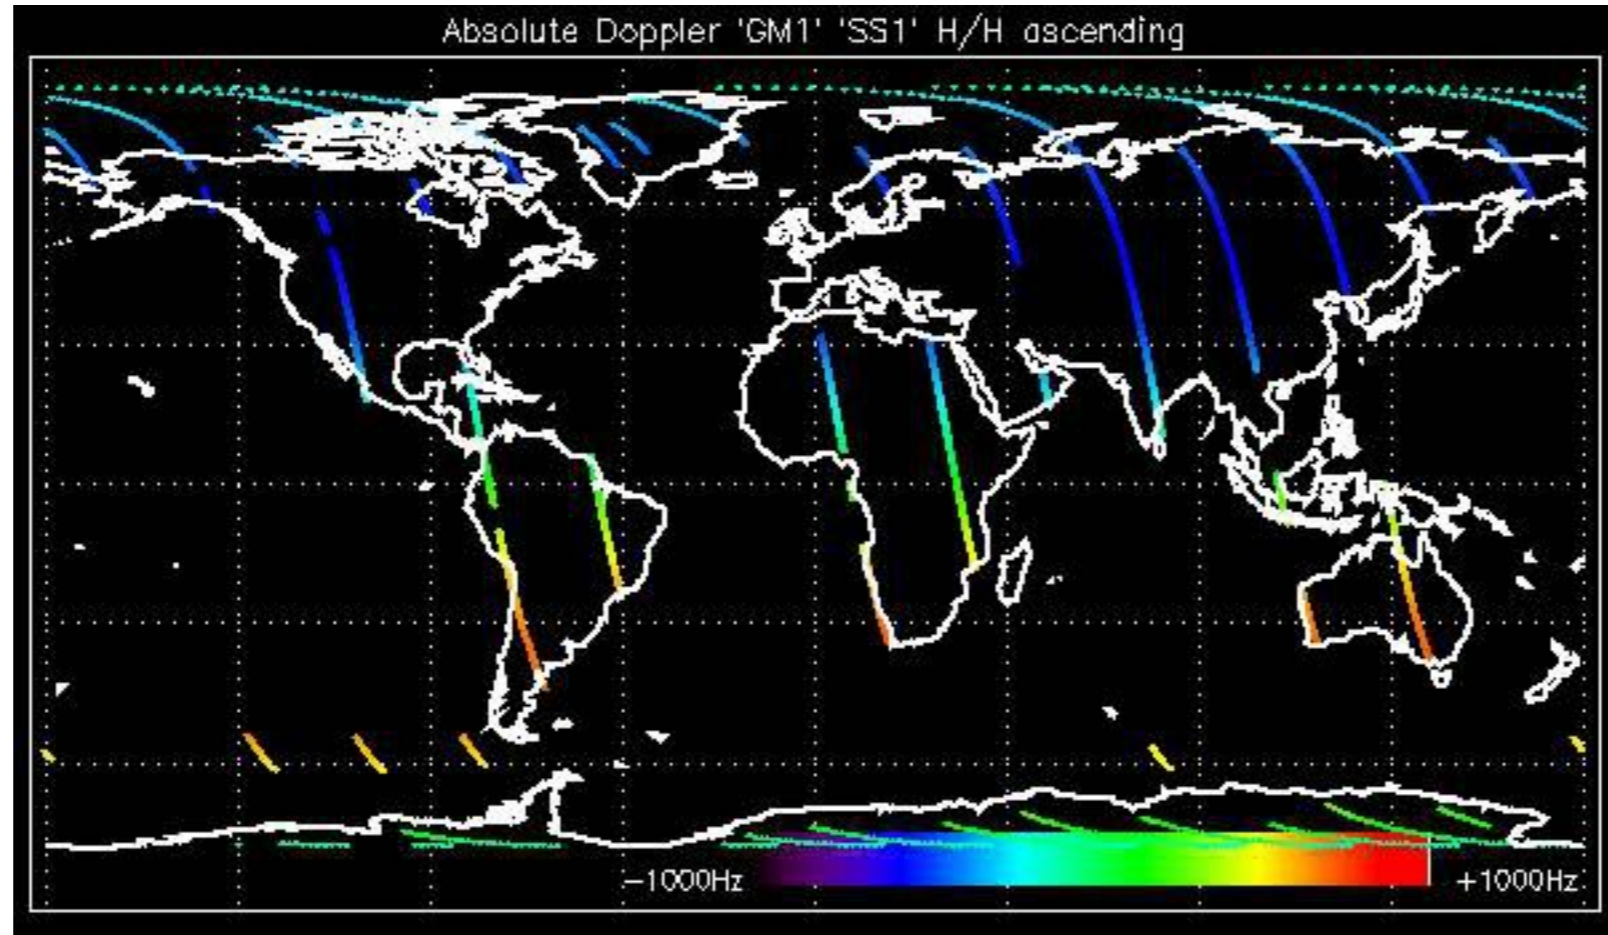 Absolute Doppler 'GM1' 'SS1' H/H ascending
−1000Hz
+1000Hz